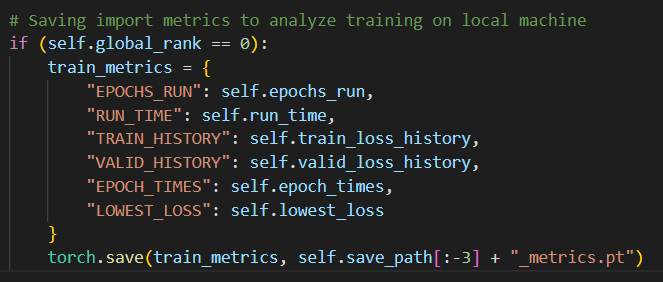 # Saving import metrics to analyze training on local machine
if (self.global_rank == 0):
    train_metrics = {
        "EPOCHS_RUN": self.epochs_run,
        "RUN_TIME": self.run_time,
        "TRAIN_HISTORY": self.train_loss_history,
        "VALID_HISTORY": self.valid_loss_history,
        "EPOCH_TIMES": self.epoch_times,
        "LOWEST_LOSS": self.lowest_loss
    }
    torch.save(train_metrics, self.save_path[:-3] + "_metrics.pt")